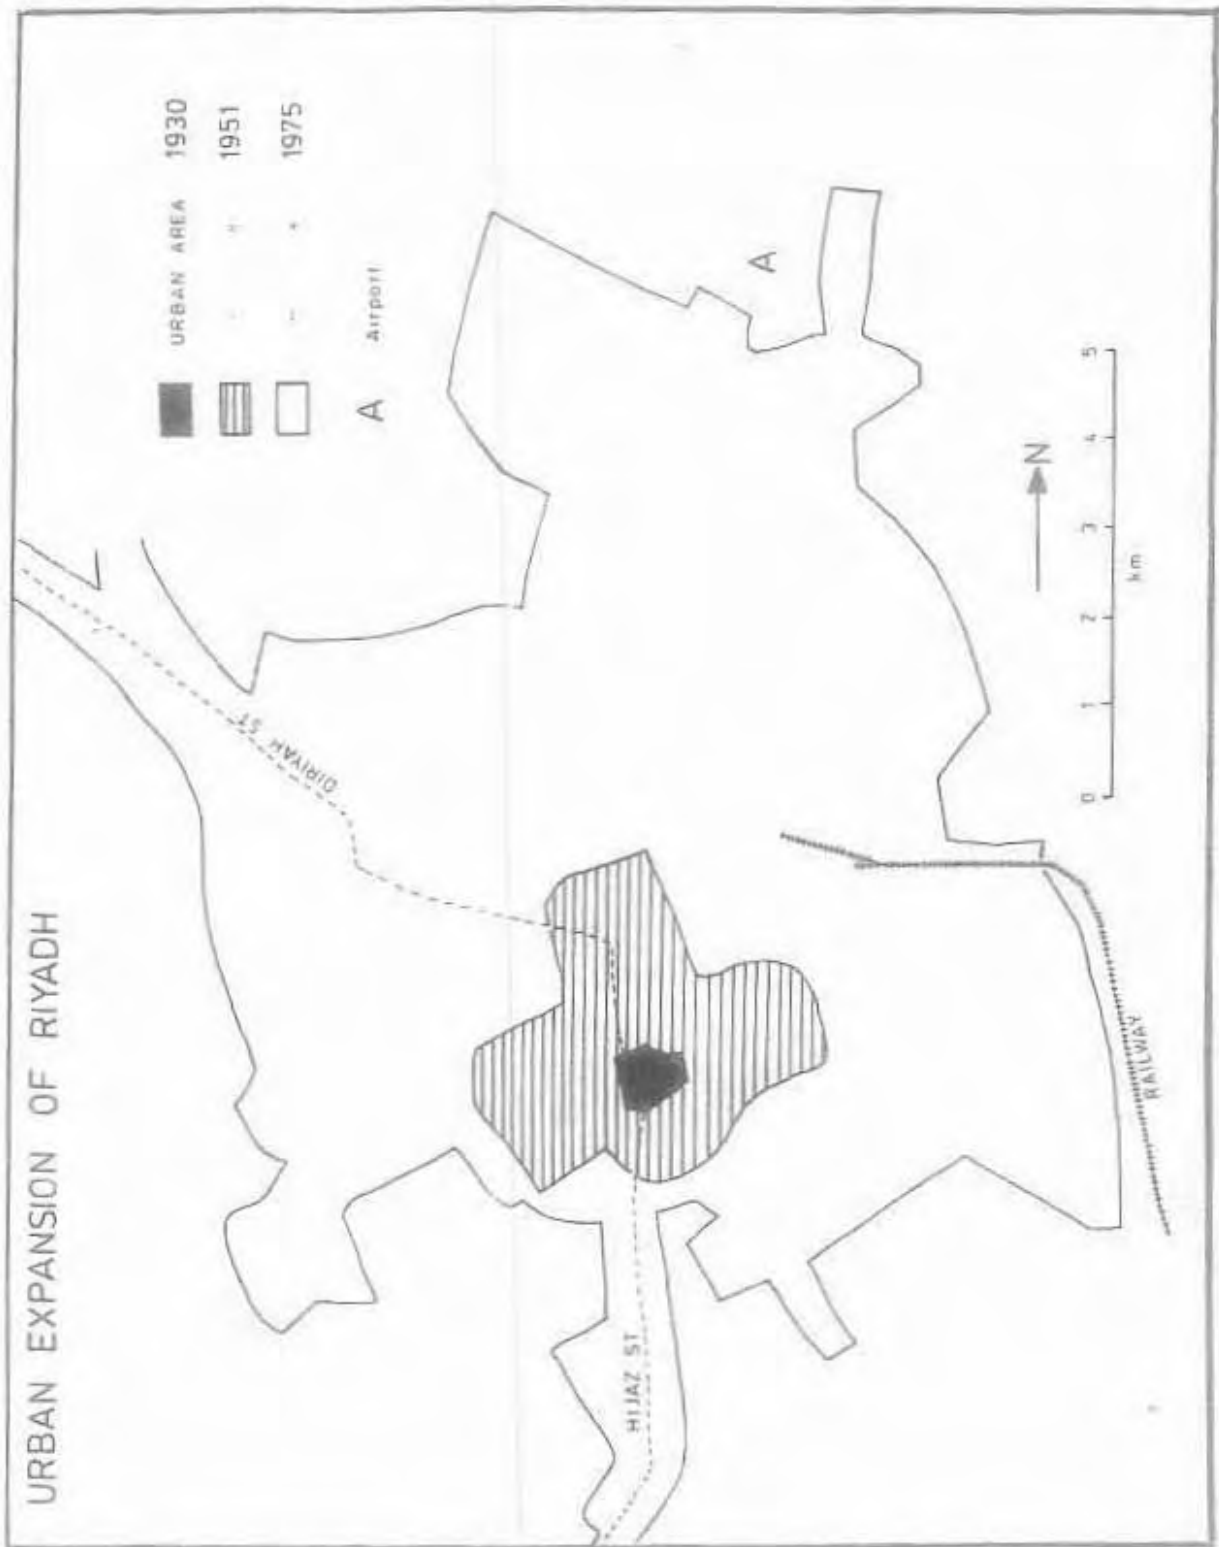 URBAN EXPANSION OF RIYADH
URBAN AREA 1930
" " 1951
" " 1975
A Airport
DIRIYAH ST
HIJAZ ST
RAILWAY
A
N
0 1 2 3 4 5
km